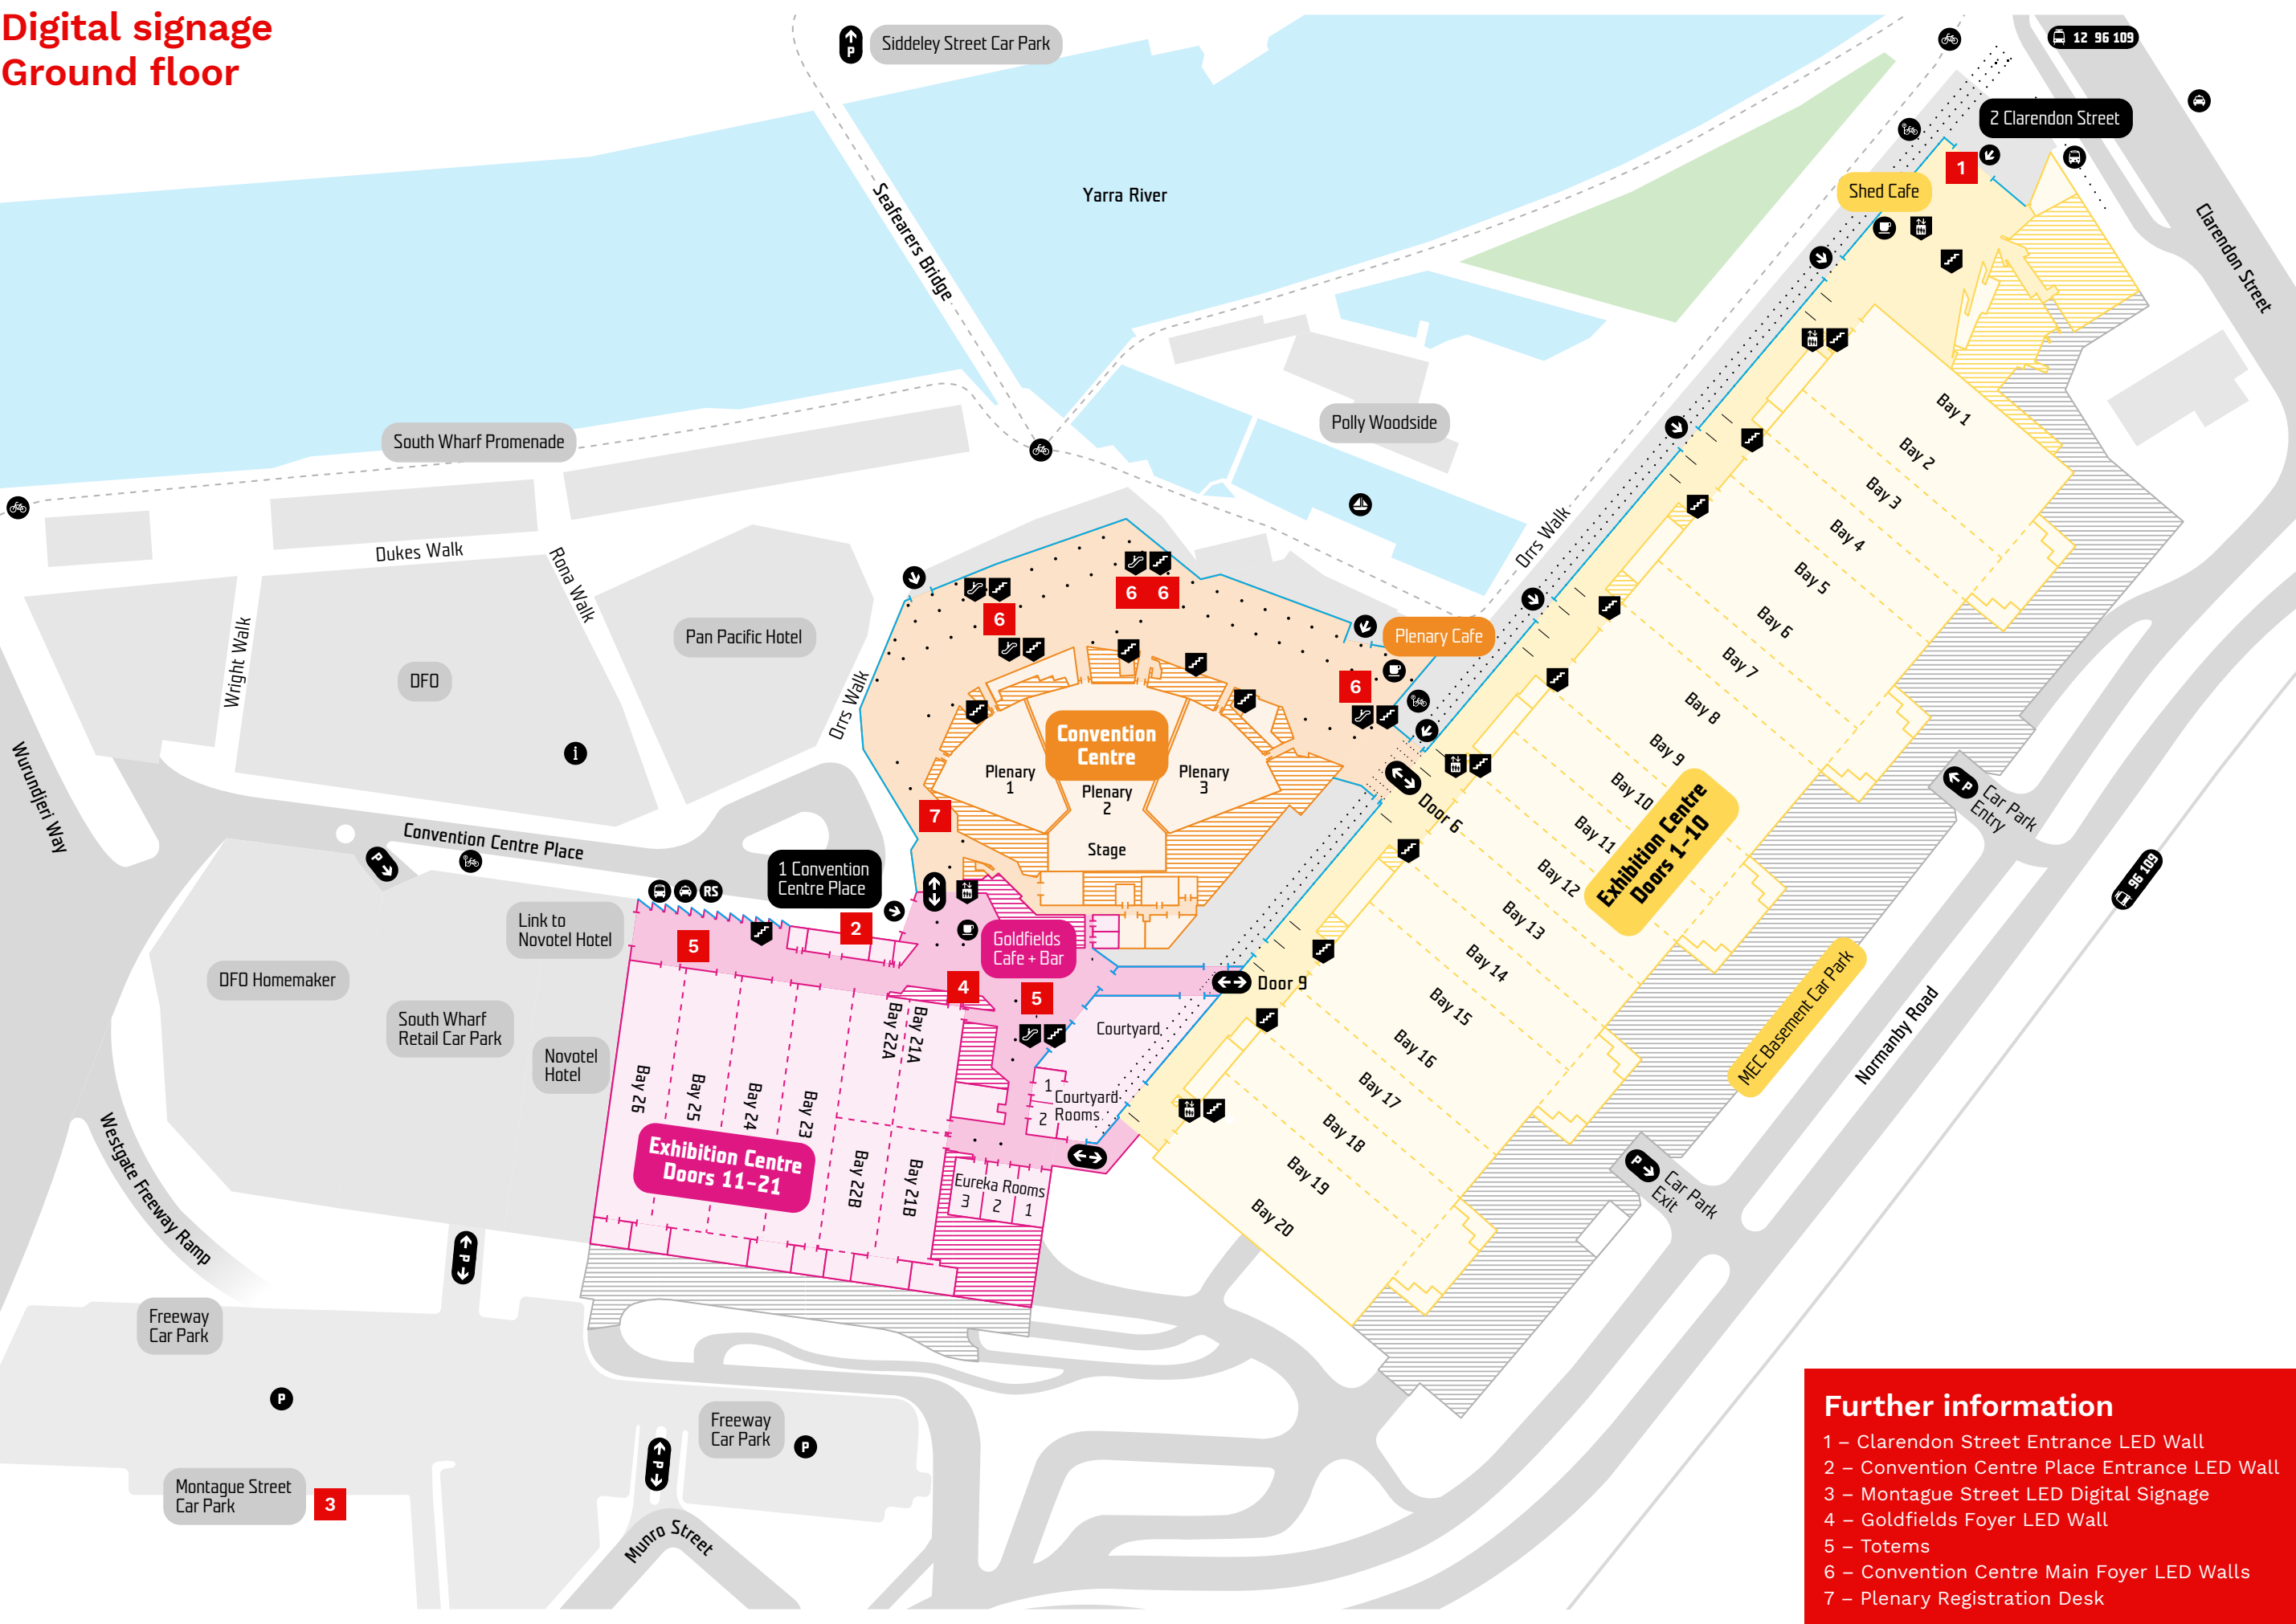 Digital signage
Ground floor
P
Siddeley Street Car Park
12 96 109
2 Clarendon Street
1
Shed Cafe
Clarendon Street
Yarra River
Seafarers Bridge
Polly Woodside
South Wharf Promenade
Dukes Walk
Rona Walk
Wright Walk
Pan Pacific Hotel
DFO
Orrs Walk
Orrs Walk
Wurundjeri Way
i
6 6
6
Plenary Cafe
6
Convention
Centre
Plenary
1
Plenary
2
Plenary
3
Stage
7
Door 6
Convention Centre Place
P
1 Convention
Centre Place
RS
2
5
Link to
Novotel Hotel
Goldfields
Cafe + Bar
4
5
Door 9
Courtyard
1
2
Courtyard
Rooms
DFO Homemaker
South Wharf
Retail Car Park
Novotel
Hotel
Bay 26
Bay 25
Bay 24
Bay 23
Bay 22A
Bay 21A
Bay 22B
Bay 21B
Exhibition Centre
Doors 11-21
Eureka Rooms
3
2
1
Bay 1
Bay 2
Bay 3
Bay 4
Bay 5
Bay 6
Bay 7
Bay 8
Bay 9
Bay 10
Bay 11
Bay 12
Bay 13
Bay 14
Bay 15
Bay 16
Bay 17
Bay 18
Bay 19
Bay 20
Exhibition Centre
Doors 1-10
P
Car Park
Entry
96 109
MEC Basement Car Park
Normanby Road
P
Car Park
Exit
Westgate Freeway Ramp
P
Freeway
Car Park
P
Freeway
Car Park
P
P
Montague Street
Car Park
3
Munro Street
Further information
1 – Clarendon Street Entrance LED Wall
2 – Convention Centre Place Entrance LED Wall
3 – Montague Street LED Digital Signage
4 – Goldfields Foyer LED Wall
5 – Totems
6 – Convention Centre Main Foyer LED Walls
7 – Plenary Registration Desk